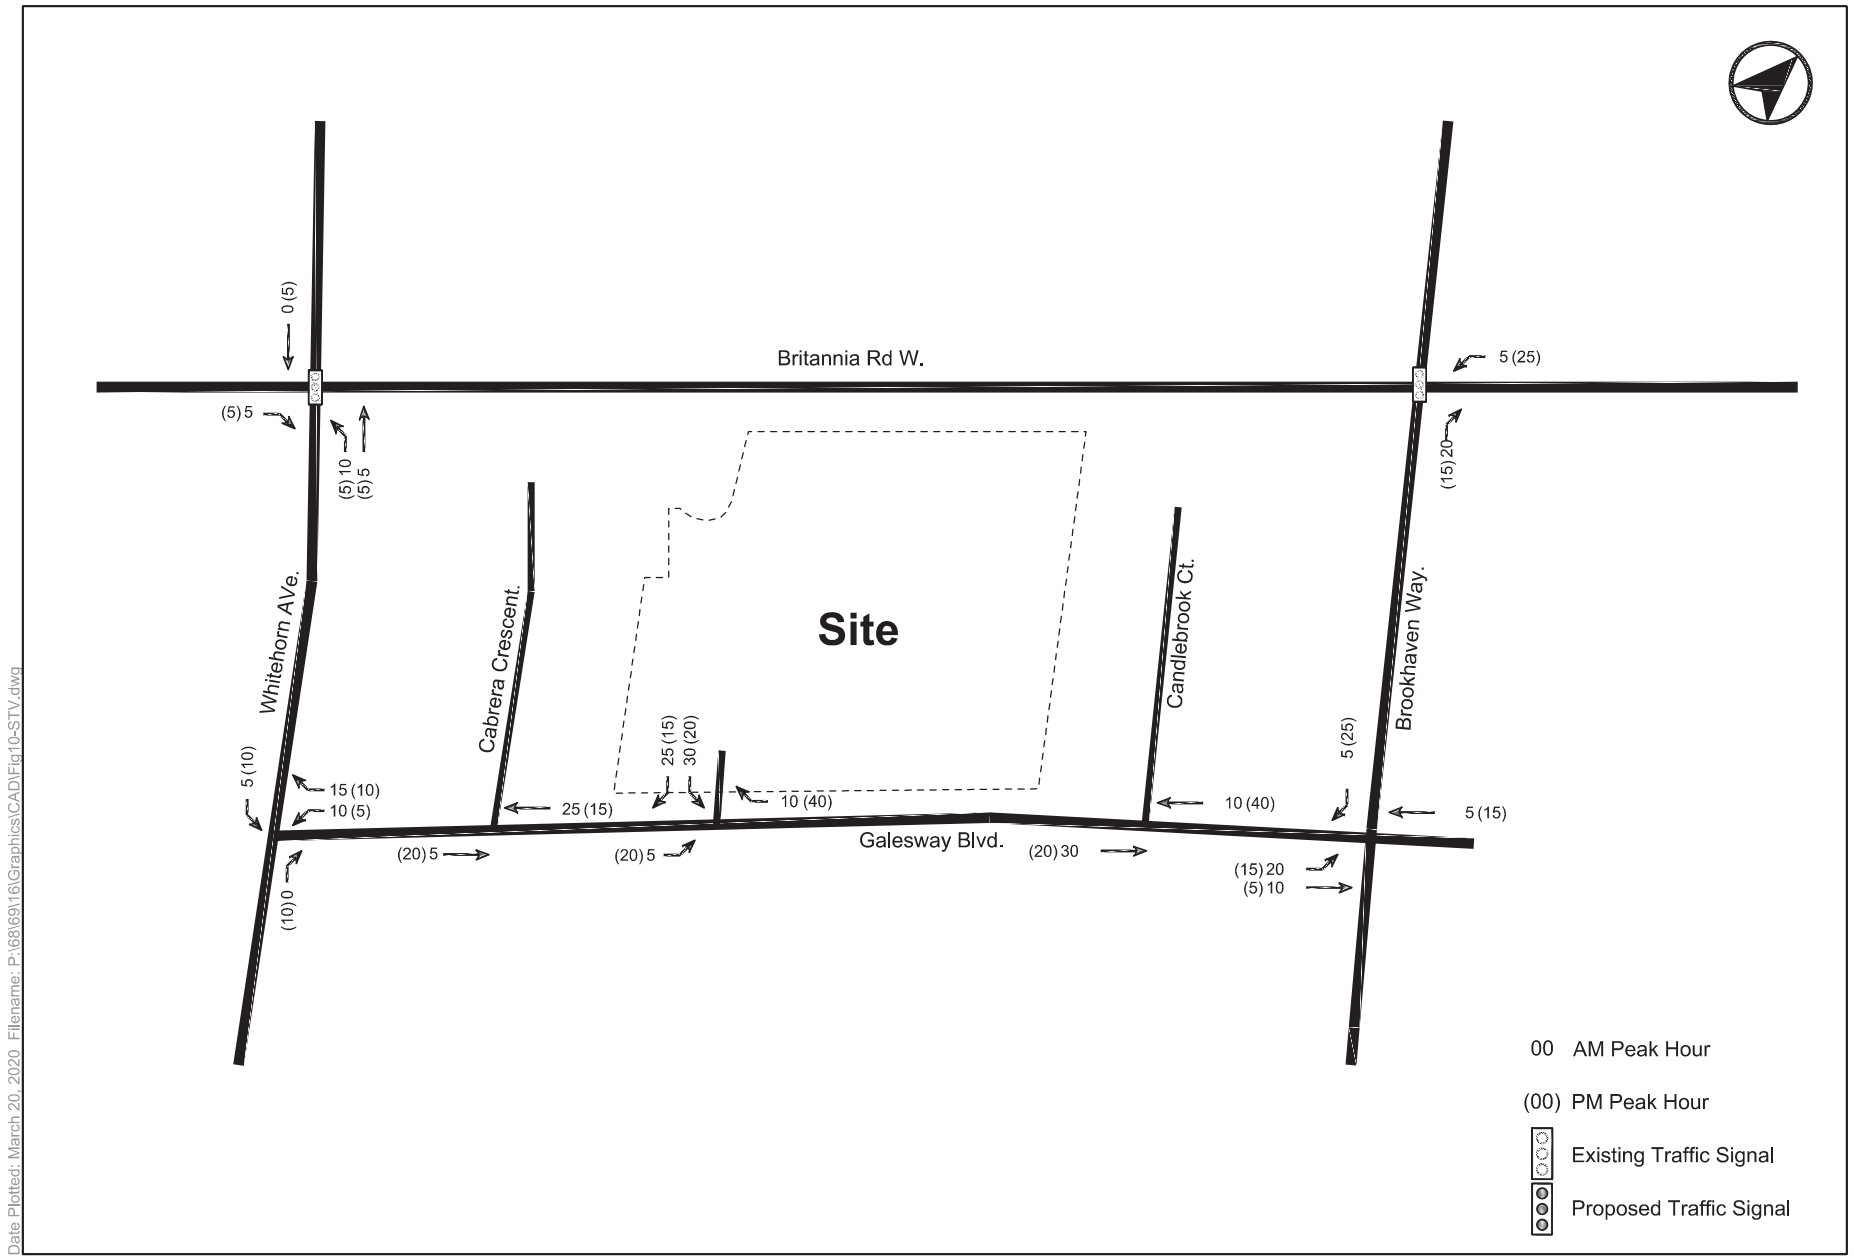 0 (5)
Britannia Rd W.
5 (25)
(5) 5
(5) 10
(5) 5
(15) 20
Whitehorn AVe.
Cabrera Crescent.
Site
Candlebrook Ct.
Brookhaven Way.
5 (10)
15 (10)
10 (5)
25 (15)
25 (15)
30 (20)
10 (40)
10 (40)
5 (25)
5 (15)
(20) 5
(20) 5
Galesway Blvd.
(20) 30
(15) 20
(5) 10
(10) 0
00 AM Peak Hour
(00) PM Peak Hour
Existing Traffic Signal
Proposed Traffic Signal
Date Plotted: March 20, 2020 Filename: P:\68\69\16\Graphics\CAD\Fig10-STV.dwg